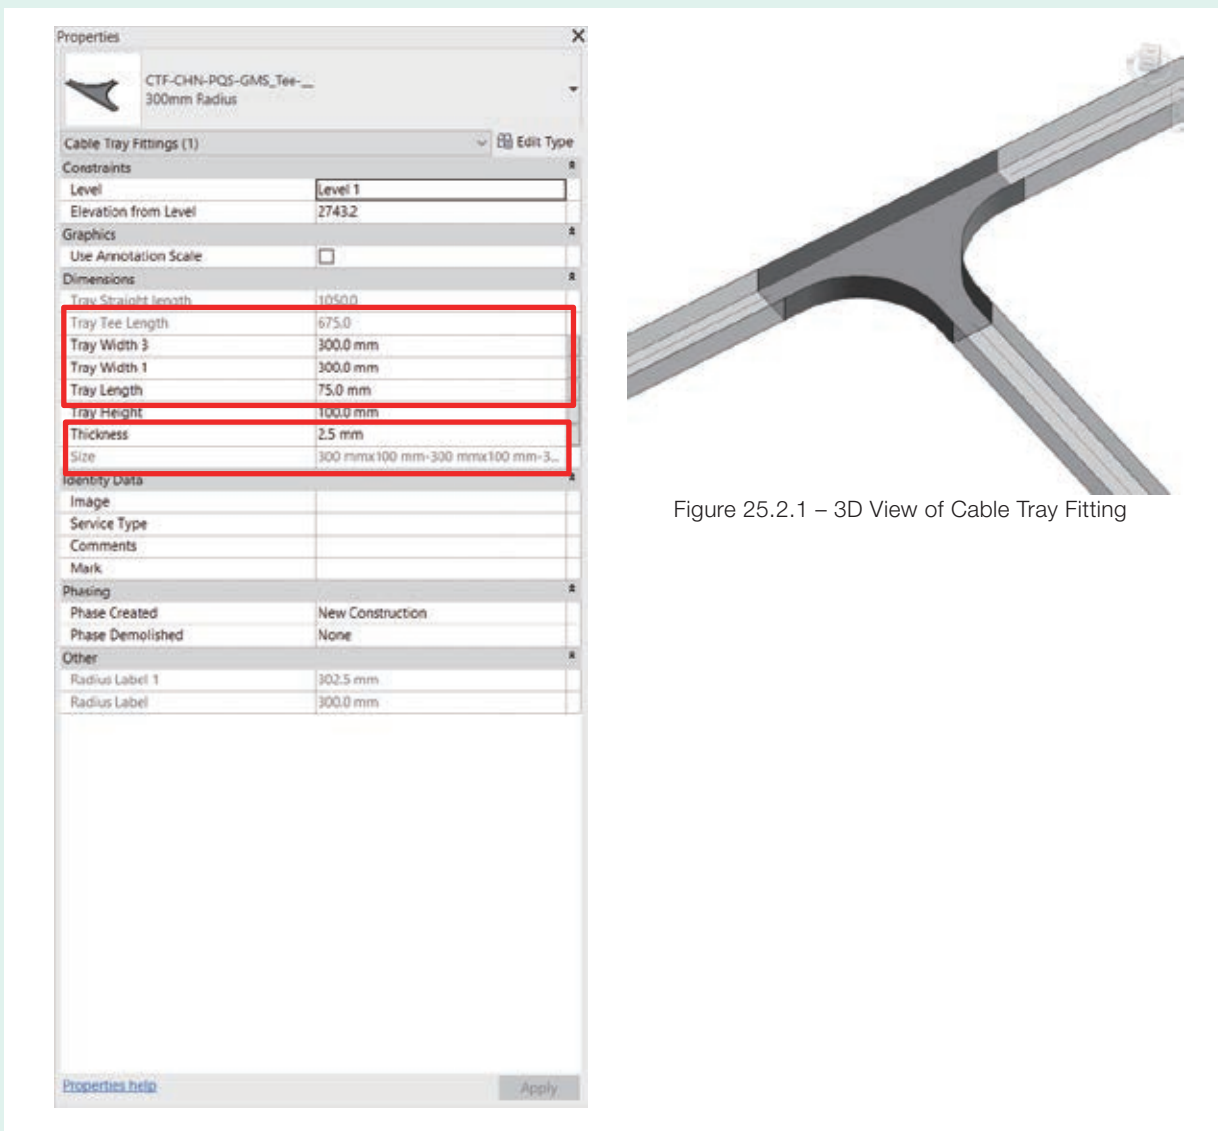 Properties
CTF-CHN-PQS-GMS_Tee-__
300mm Radius
Cable Tray Fittings (1)
Edit Type
Constraints
Level Level 1
Elevation from Level 2743.2
Graphics
Use Annotation Scale
Dimensions
Tray Straight length 1050.0
Tray Tee Length 675.0
Tray Width 3 300.0 mm
Tray Width 1 300.0 mm
Tray Length 75.0 mm
Tray Height 100.0 mm
Thickness 2.5 mm
Size 300 mmx100 mm-300 mmx100 mm-3...
Identity Data
Image
Service Type
Comments
Mark
Phasing
Phase Created New Construction
Phase Demolished None
Other
Radius Label 1 302.5 mm
Radius Label 300.0 mm
Properties help
Apply
Figure 25.2.1 – 3D View of Cable Tray Fitting